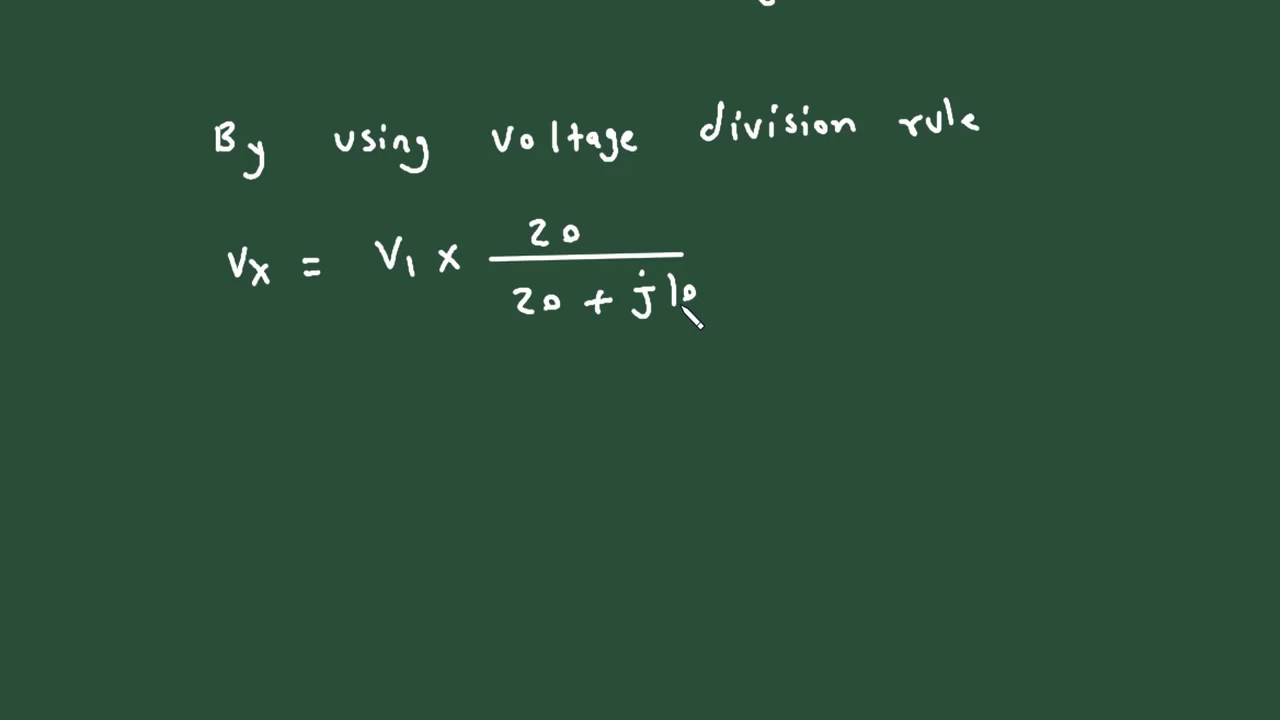 By using voltage division rule
Vx = V1 x 20
20 + j10